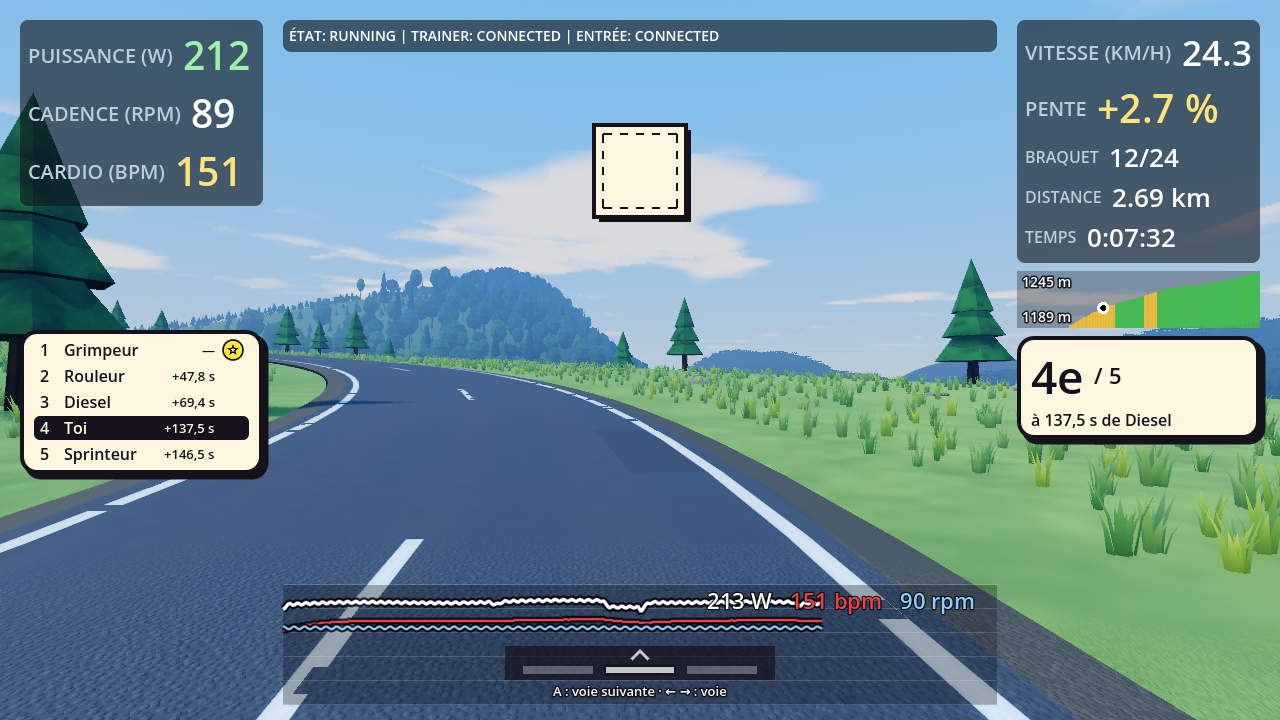 PUISSANCE (W) 212
CADENCE (RPM) 89
CARDIO (BPM) 151
ÉTAT: RUNNING | TRAINER: CONNECTED | ENTRÉE: CONNECTED
VITESSE (KM/H) 24.3
PENTE +2.7 %
BRAQUET 12/24
DISTANCE 2.69 km
TEMPS 0:07:32
1245 m
1189 m
1 Grimpeur —
2 Rouleur +47,8 s
3 Diesel +69,4 s
4 Toi +137,5 s
5 Sprinteur +146,5 s
4e / 5
à 137,5 s de Diesel
213 W 151 bpm 90 rpm
A : voie suivante · ← → : voie